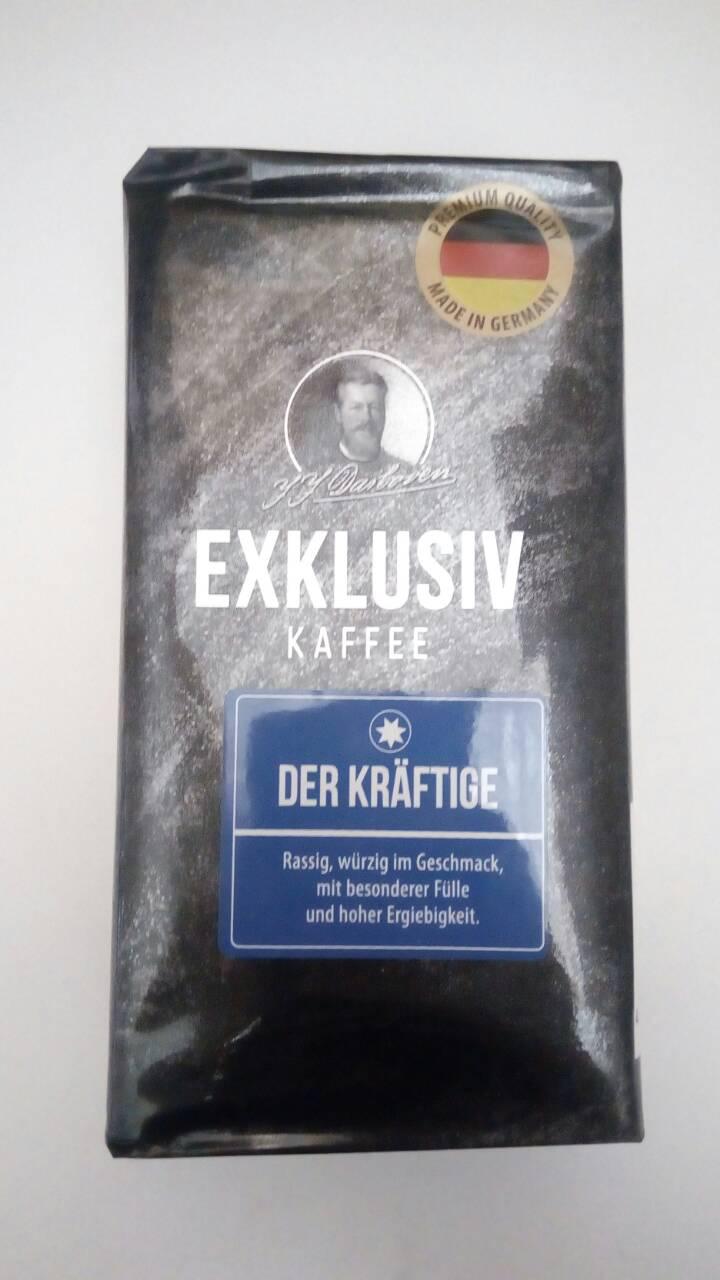 PREMIUM QUALITY
MADE IN GERMANY
J.J. Darboven
EXKLUSIV
KAFFEE
DER KRÄFTIGE
Rassig, würzig im Geschmack,
mit besonderer Fülle
und hoher Ergiebigkeit.